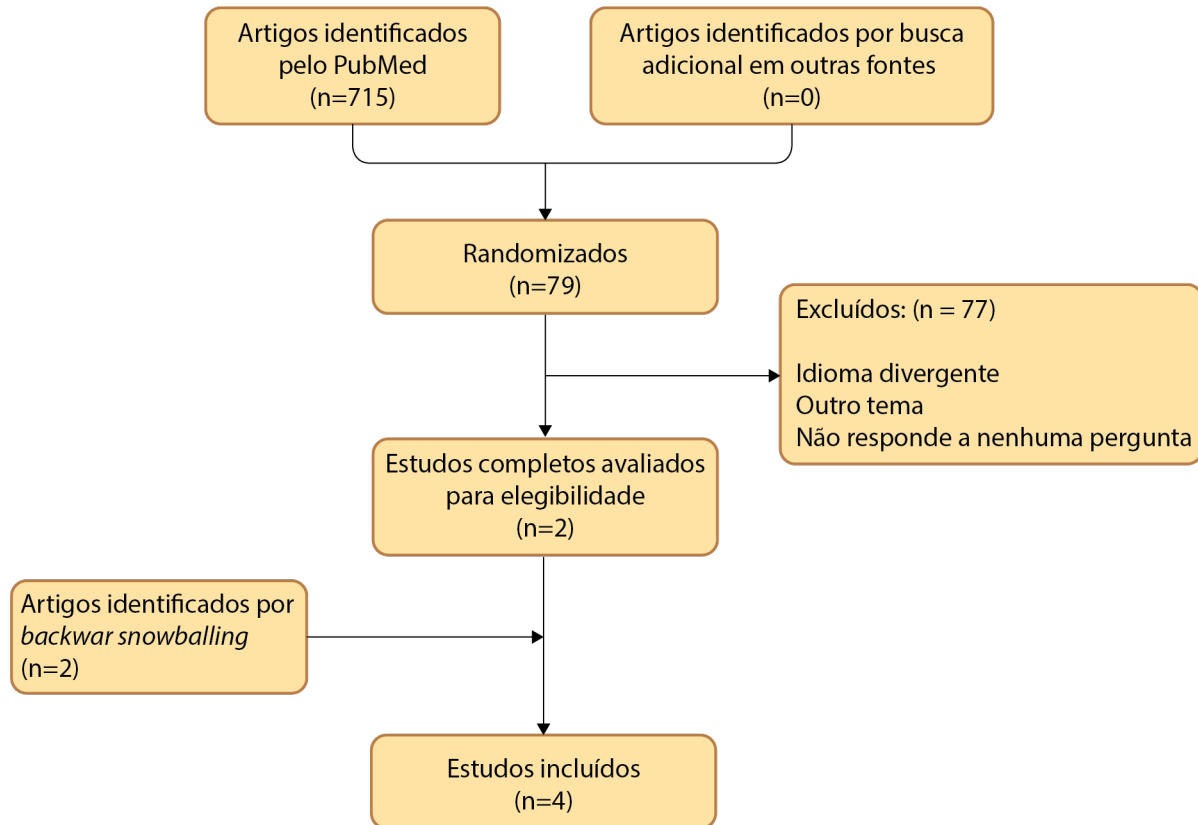 Artigos identificados
pelo PubMed
(n=715)
Artigos identificados por busca
adicional em outras fontes
(n=0)
Randomizados
(n=79)
Excluídos: (n = 77)
Idioma divergente
Outro tema
Não responde a nenhuma pergunta
Estudos completos avaliados
para elegibilidade
(n=2)
Artigos identificados por
backwar snowballing
(n=2)
Estudos incluídos
(n=4)